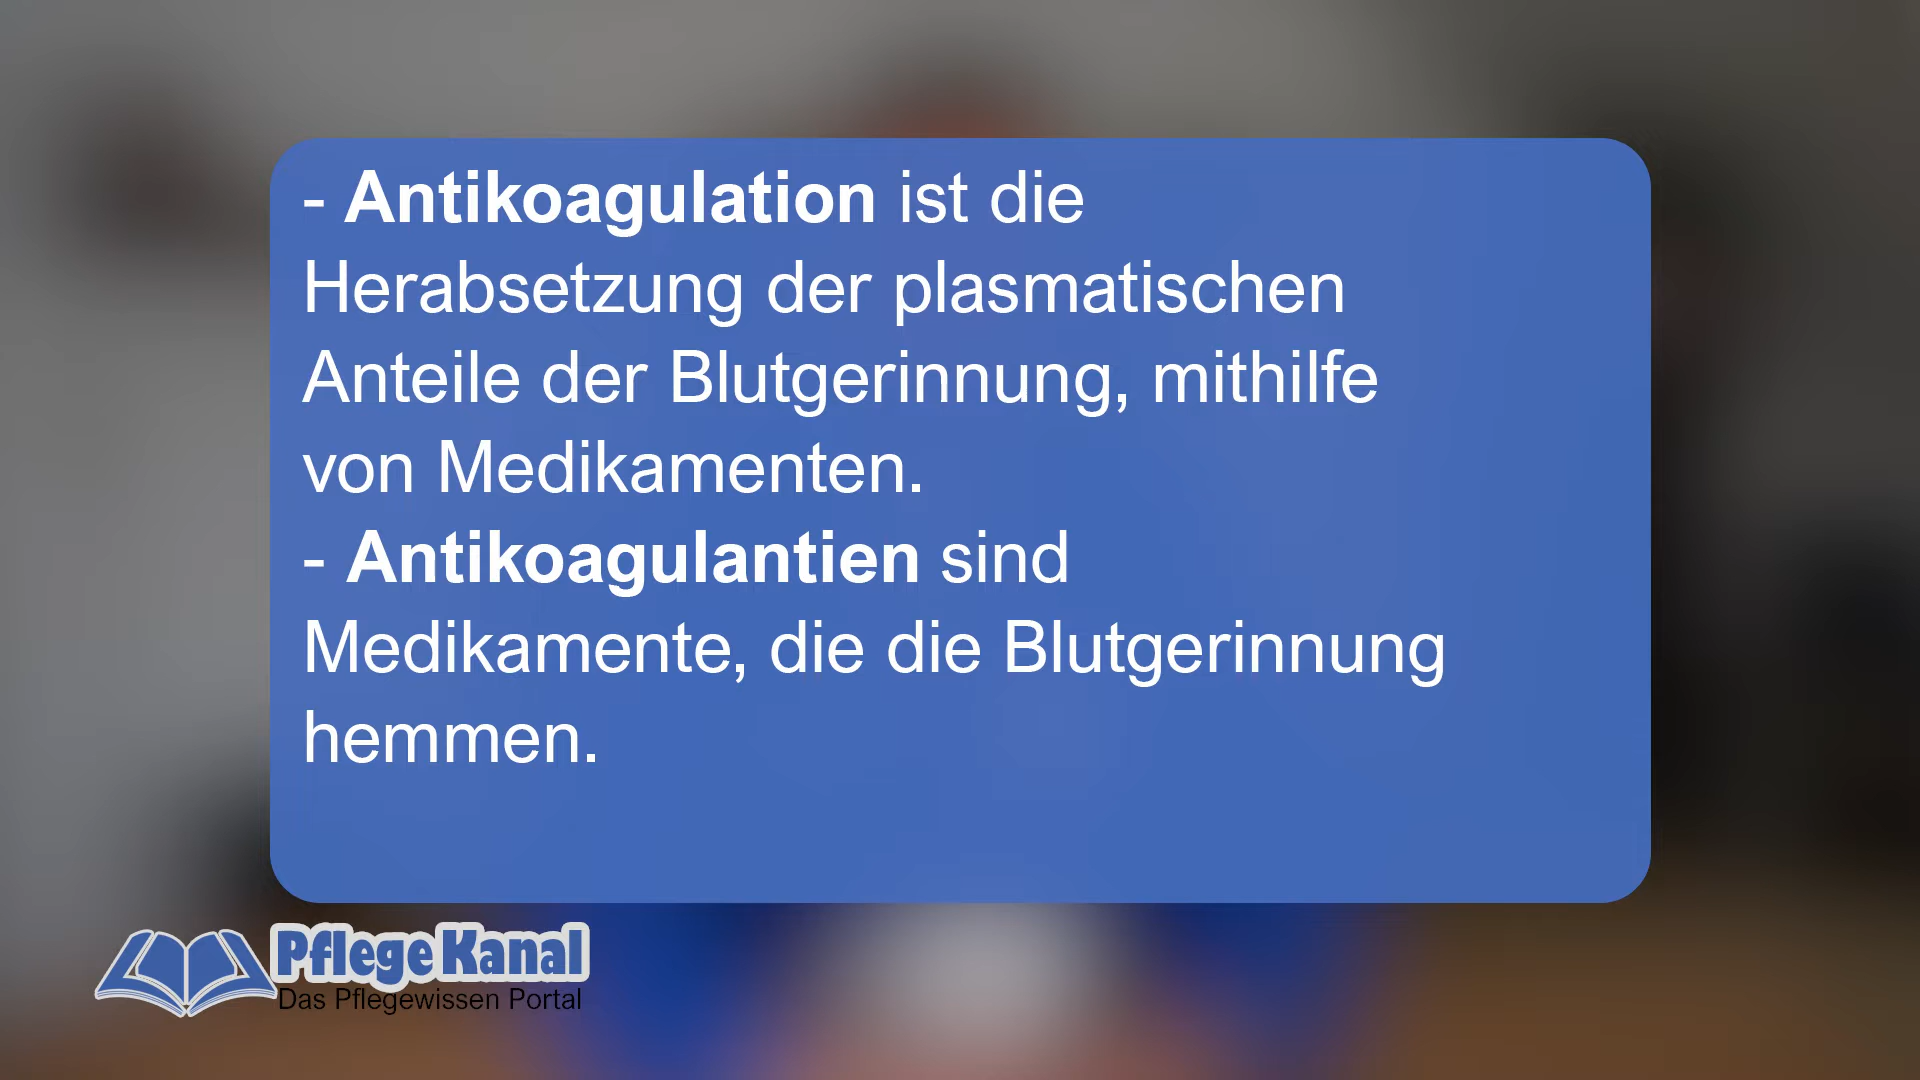 - Antikoagulation ist die
Herabsetzung der plasmatischen
Anteile der Blutgerinnung, mithilfe
von Medikamenten.
- Antikoagulantien sind
Medikamente, die die Blutgerinnung
hemmen.
PflegeKanal
Das Pflegewissen Portal